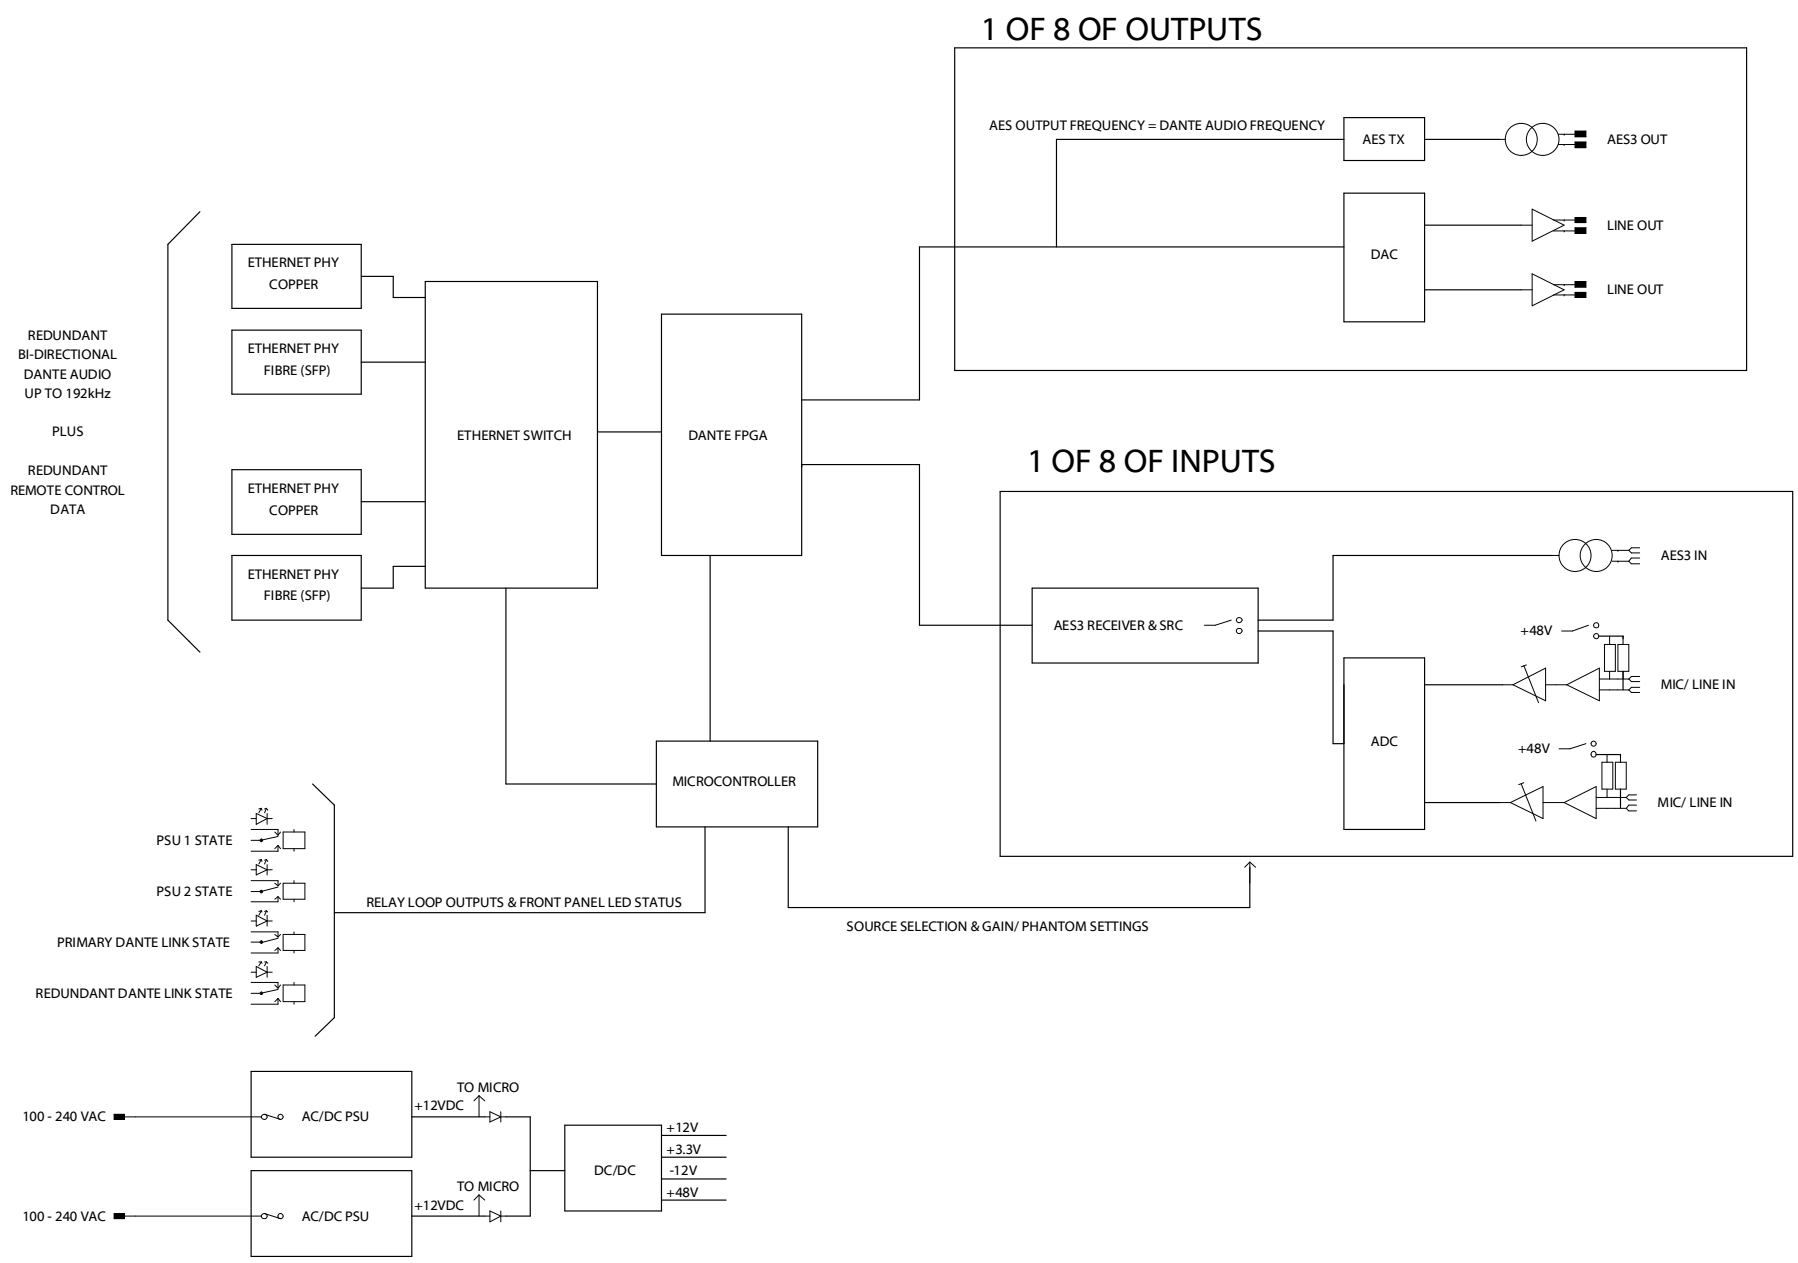 1 OF 8 OF OUTPUTS
AES OUTPUT FREQUENCY = DANTE AUDIO FREQUENCY
AES TX
AES3 OUT
DAC
LINE OUT
LINE OUT
REDUNDANT
BI-DIRECTIONAL
DANTE AUDIO
UP TO 192kHz
PLUS
REDUNDANT
REMOTE CONTROL
DATA
ETHERNET PHY
COPPER
ETHERNET PHY
FIBRE (SFP)
ETHERNET PHY
COPPER
ETHERNET PHY
FIBRE (SFP)
ETHERNET SWITCH
DANTE FPGA
1 OF 8 OF INPUTS
AES3 RECEIVER & SRC
AES3 IN
+48V
MIC/ LINE IN
ADC
+48V
MIC/ LINE IN
MICROCONTROLLER
PSU 1 STATE
PSU 2 STATE
PRIMARY DANTE LINK STATE
REDUNDANT DANTE LINK STATE
RELAY LOOP OUTPUTS & FRONT PANEL LED STATUS
SOURCE SELECTION & GAIN/ PHANTOM SETTINGS
100 - 240 VAC
AC/DC PSU
+12VDC
TO MICRO
100 - 240 VAC
AC/DC PSU
+12VDC
TO MICRO
DC/DC
+12V
+3.3V
-12V
+48V